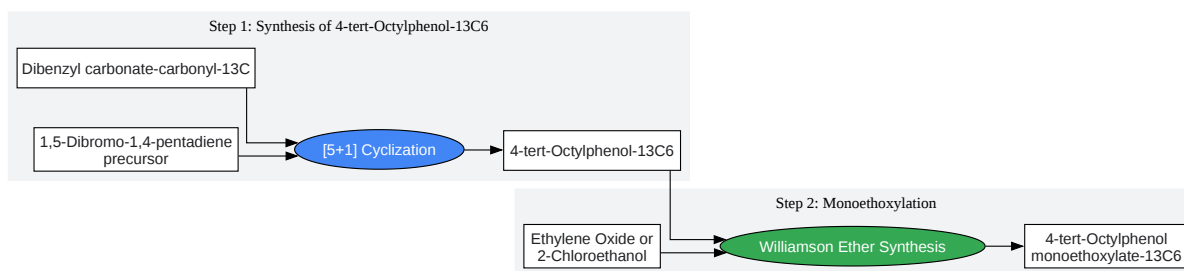 Step 1: Synthesis of 4-tert-Octylphenol-13C6
Dibenzyl carbonate-carbonyl-13C
1,5-Dibromo-1,4-pentadiene
precursor
[5+1] Cyclization
4-tert-Octylphenol-13C6
Step 2: Monoethoxylation
Ethylene Oxide or
2-Chloroethanol
Williamson Ether Synthesis
4-tert-Octylphenol
monoethoxylate-13C6